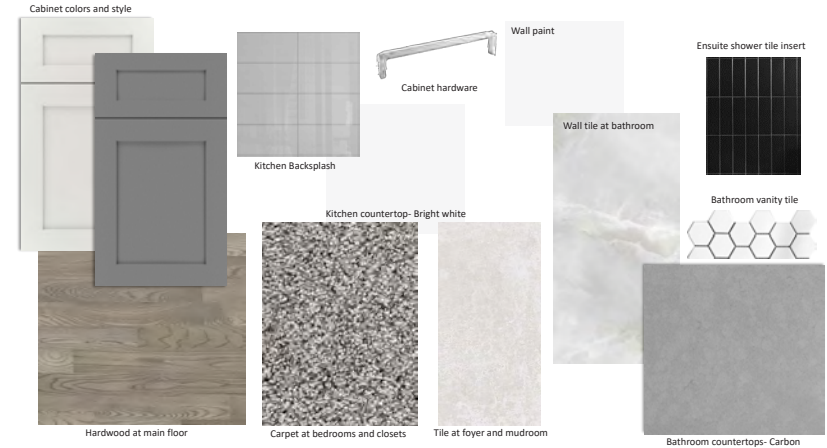 Cabinet colors and style
Wall paint
Ensuite shower tile insert
Cabinet hardware
Wall tile at bathroom
Kitchen Backsplash
Bathroom vanity tile
Kitchen countertop- Bright white
Hardwood at main floor
Carpet at bedrooms and closets
Tile at foyer and mudroom
Bathroom countertops- Carbon